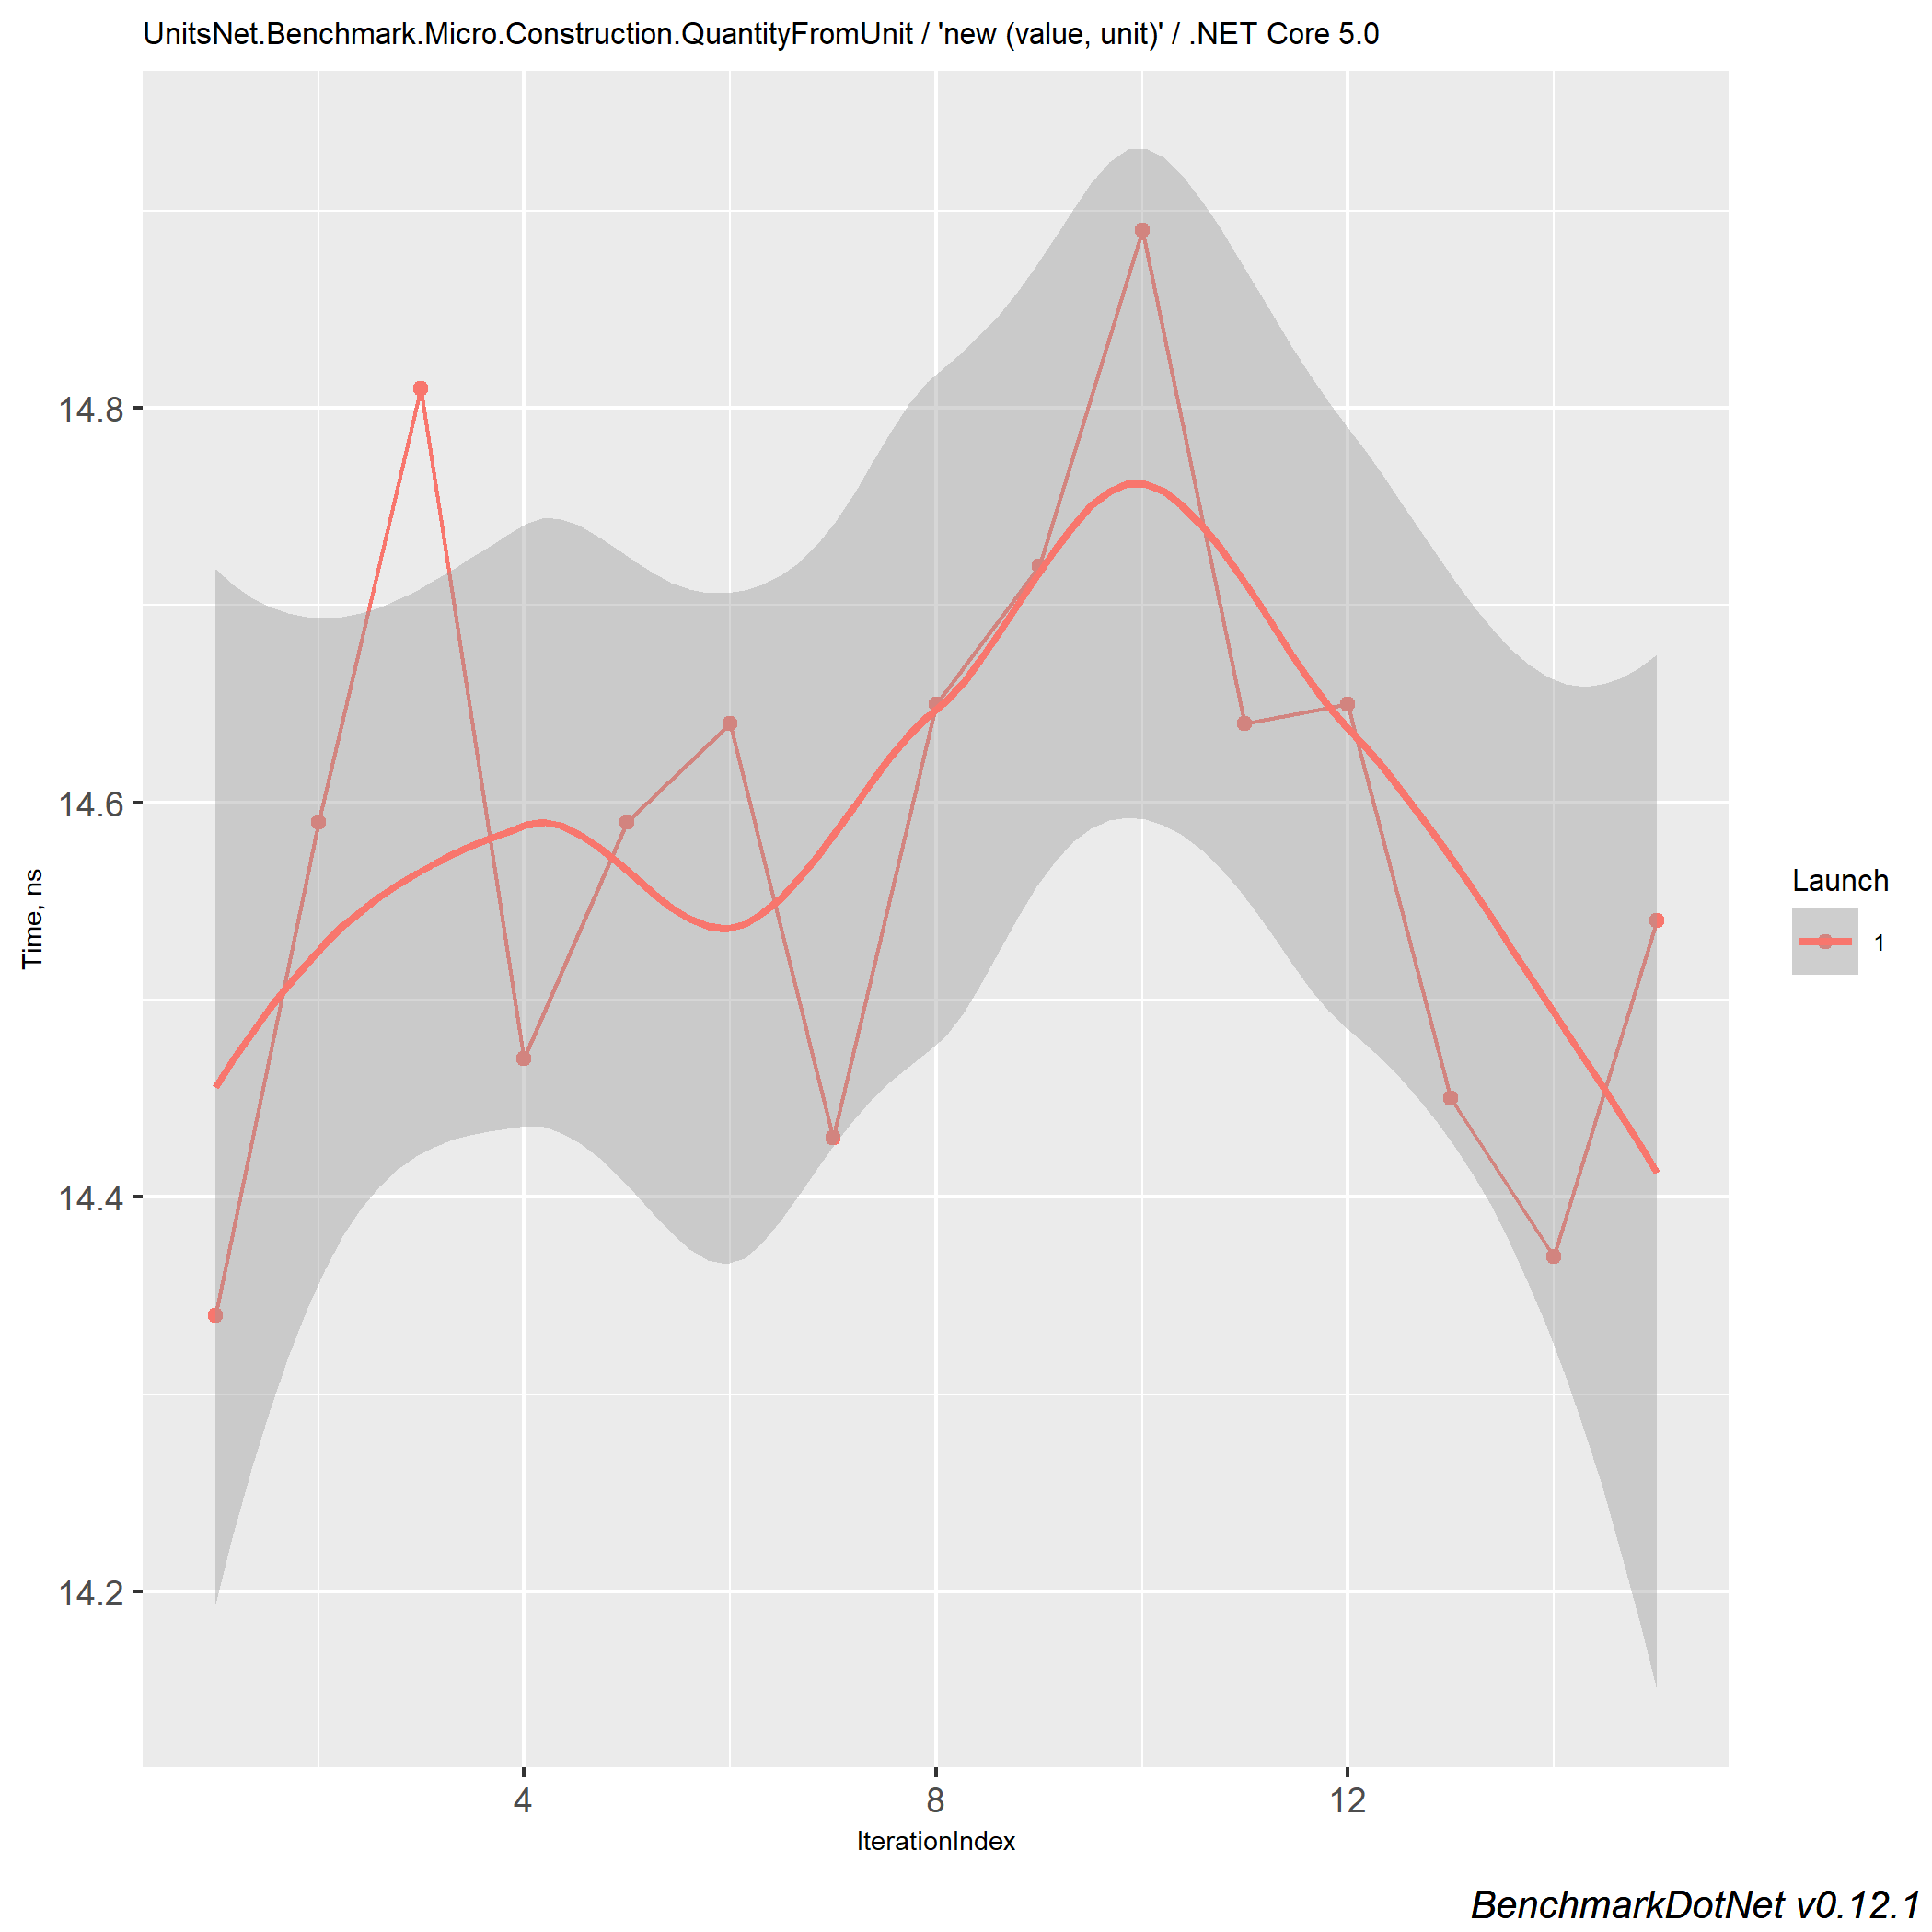 UnitsNet.Benchmark.Micro.Construction.QuantityFromUnit / 'new (value, unit)' / .NET Core 5.0
Time, ns
14.8
14.6
14.4
14.2
4
8
12
IterationIndex
Launch
1
BenchmarkDotNet v0.12.1